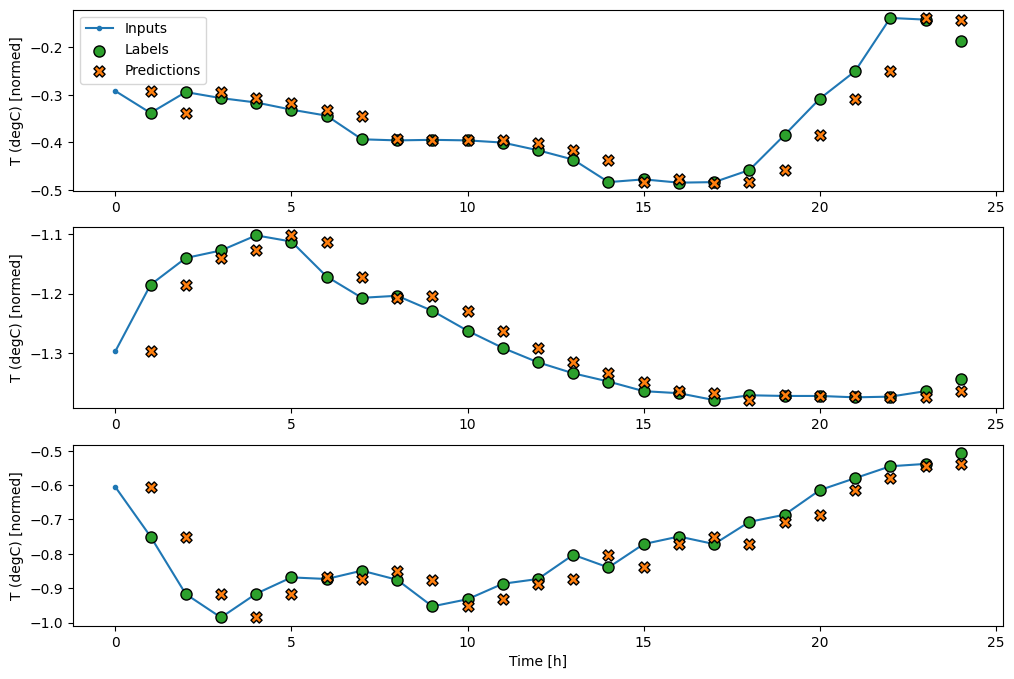 Inputs
Labels
Predictions
T (degC) [normed]
−0.2
−0.3
−0.4
−0.5
0 5 10 15 20 25
T (degC) [normed]
−1.1
−1.2
−1.3
0 5 10 15 20 25
T (degC) [normed]
−0.5
−0.6
−0.7
−0.8
−0.9
−1.0
0 5 10 15 20 25
Time [h]